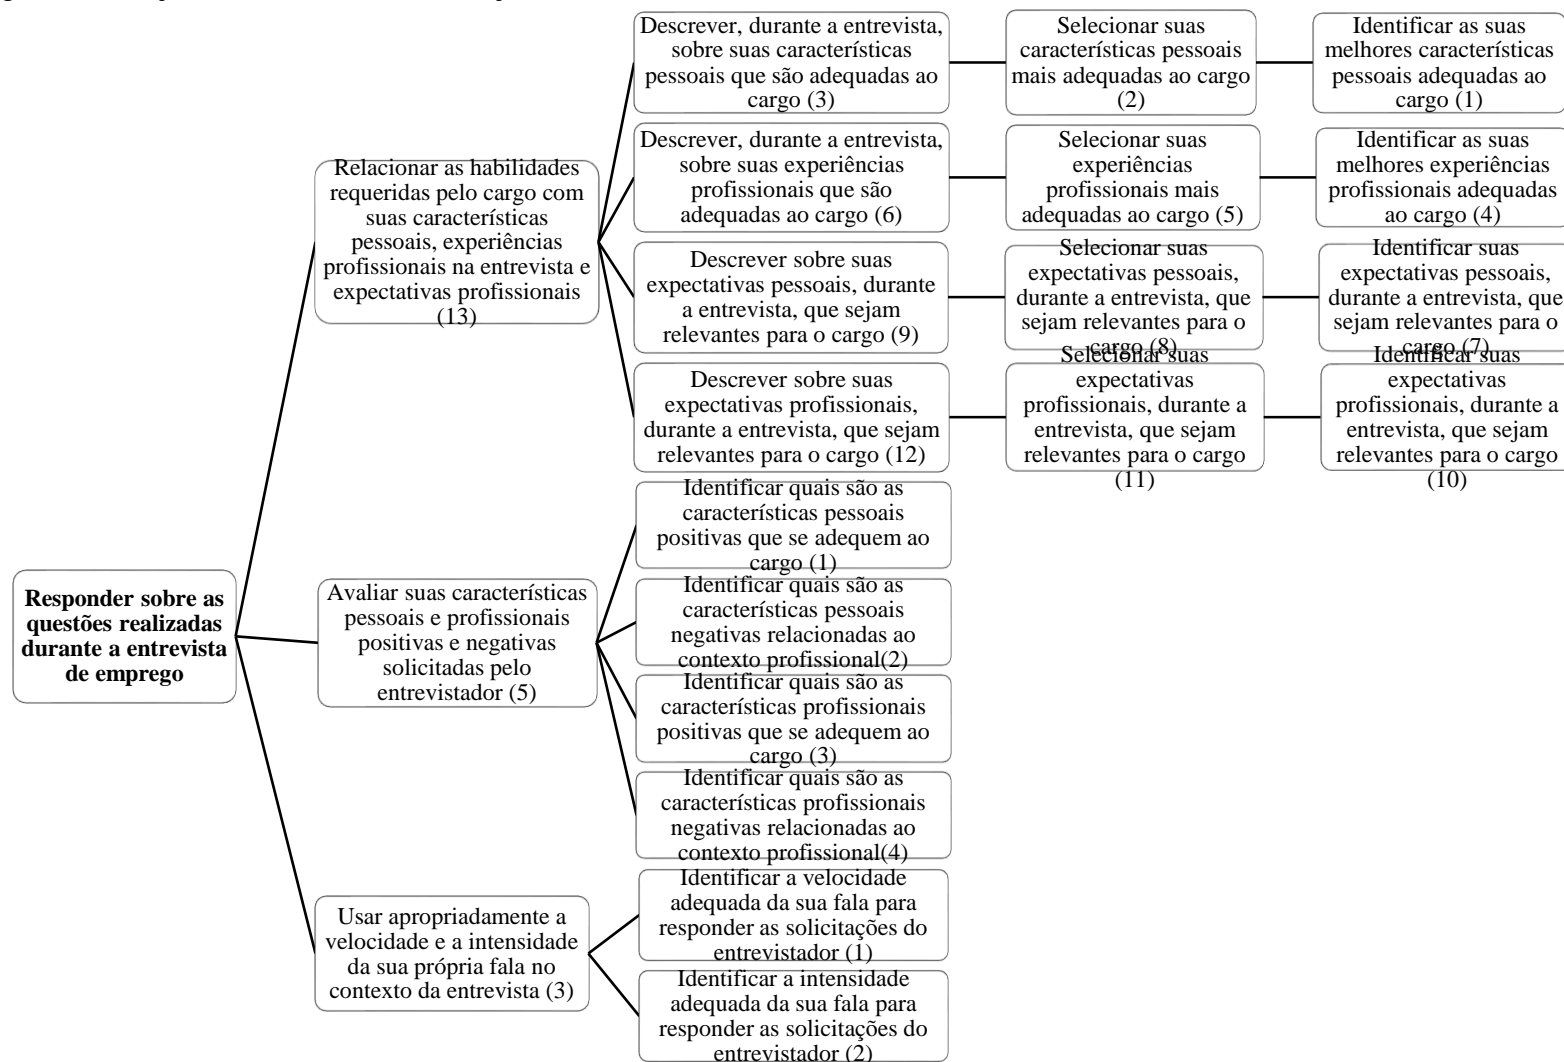 Descrever, durante a entrevista,
sobre suas características
pessoais que são adequadas ao
cargo (3)
Selecionar suas
características pessoais
mais adequadas ao cargo
(2)
Identificar as suas
melhores características
pessoais adequadas ao
cargo (1)
Relacionar as habilidades
requeridas pelo cargo com
suas características
pessoais, experiências
profissionais na entrevista e
expectativas profissionais
(13)
Descrever, durante a entrevista,
sobre suas experiências
profissionais que são
adequadas ao cargo (6)
Selecionar suas
experiências
profissionais mais
adequadas ao cargo (5)
Identificar as suas
melhores experiências
profissionais adequadas
ao cargo (4)
Descrever sobre suas
expectativas pessoais, durante
a entrevista, que sejam
relevantes para o cargo (9)
Selecionar suas
expectativas pessoais,
durante a entrevista, que
sejam relevantes para o
cargo (8)
Identificar suas
expectativas pessoais,
durante a entrevista, que
sejam relevantes para o
cargo (7)
Descrever sobre suas
expectativas profissionais,
durante a entrevista, que sejam
relevantes para o cargo (12)
Selecionar suas
expectativas
profissionais, durante a
entrevista, que sejam
relevantes para o cargo
(11)
Identificar suas
expectativas
profissionais, durante a
entrevista, que sejam
relevantes para o cargo
(10)
Responder sobre as
questões realizadas
durante a entrevista
de emprego
Avaliar suas características
pessoais e profissionais
positivas e negativas
solicitadas pelo
entrevistador (5)
Identificar quais são as
características pessoais
positivas que se adequem ao
cargo (1)
Identificar quais são as
características pessoais
negativas relacionadas ao
contexto profissional(2)
Identificar quais são as
características profissionais
positivas que se adequem ao
cargo (3)
Identificar quais são as
características profissionais
negativas relacionadas ao
contexto profissional(4)
Usar apropriadamente a
velocidade e a intensidade
da sua própria fala no
contexto da entrevista (3)
Identificar a velocidade
adequada da sua fala para
responder as solicitações do
entrevistador (1)
Identificar a intensidade
adequada da sua fala para
responder as solicitações do
entrevistador (2)